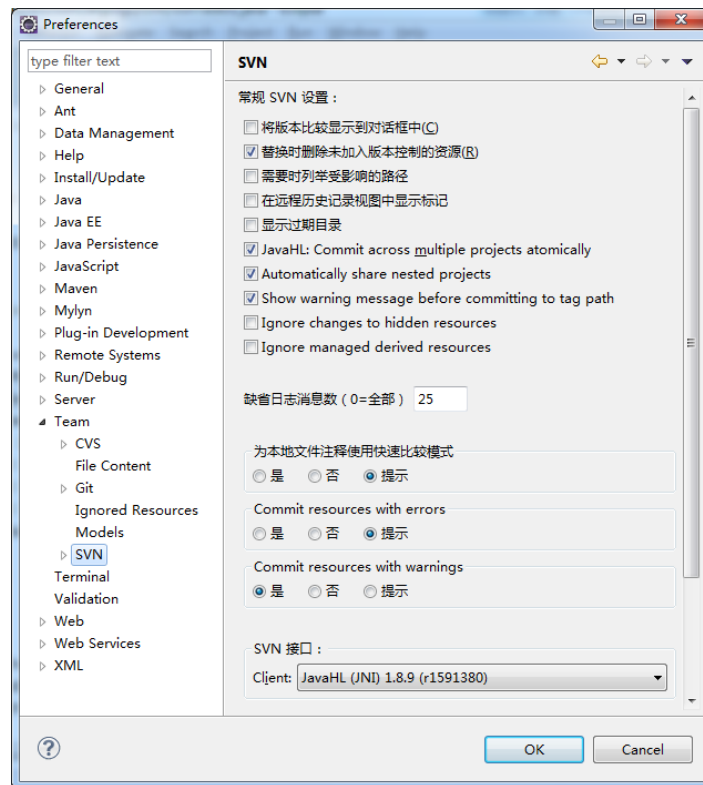 Preferences
type filter text
General
Ant
Data Management
Help
Install/Update
Java
Java EE
Java Persistence
JavaScript
Maven
Mylyn
Plug-in Development
Remote Systems
Run/Debug
Server
Team
CVS
File Content
Git
Ignored Resources
Models
SVN
Terminal
Validation
Web
Web Services
XML
SVN
常规 SVN 设置：
将版本比较显示到对话框中(C)
替换时删除未加入版本控制的资源(R)
需要时列举受影响的路径
在远程历史记录视图中显示标记
显示过期目录
JavaHL: Commit across multiple projects atomically
Automatically share nested projects
Show warning message before committing to tag path
Ignore changes to hidden resources
Ignore managed derived resources
缺省日志消息数（0=全部） 25
为本地文件注释使用快速比较模式
是 否 提示
Commit resources with errors
是 否 提示
Commit resources with warnings
是 否 提示
SVN 接口：
Client: JavaHL (JNI) 1.8.9 (r1591380)
OK Cancel